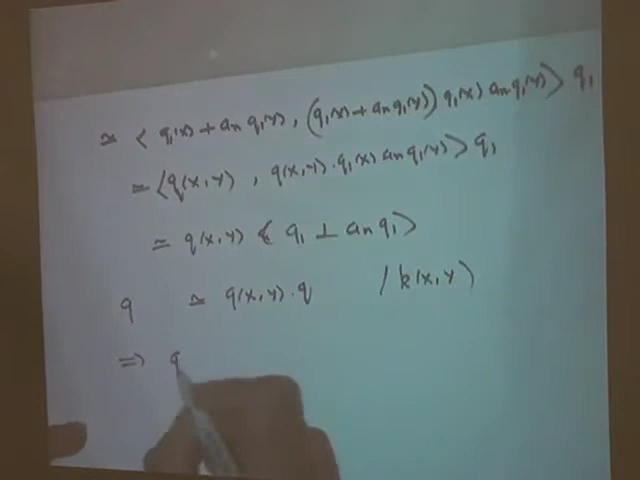 ≃ ⟨ q₁(x) + aₙ q₁(y) , (q₁(x) + aₙ q₁(y)) q₁(x) aₙ q₁(y) ⟩ q₁
≃ ⟨ q(x,y) , q(x,y) · q₁(x) aₙ q₁(y) ⟩ q₁
≃ q(x,y) ⟨ q₁ ⊥ aₙ q₁ ⟩
q ≃ q(x,y) · q / k(x,y)
⇒ q